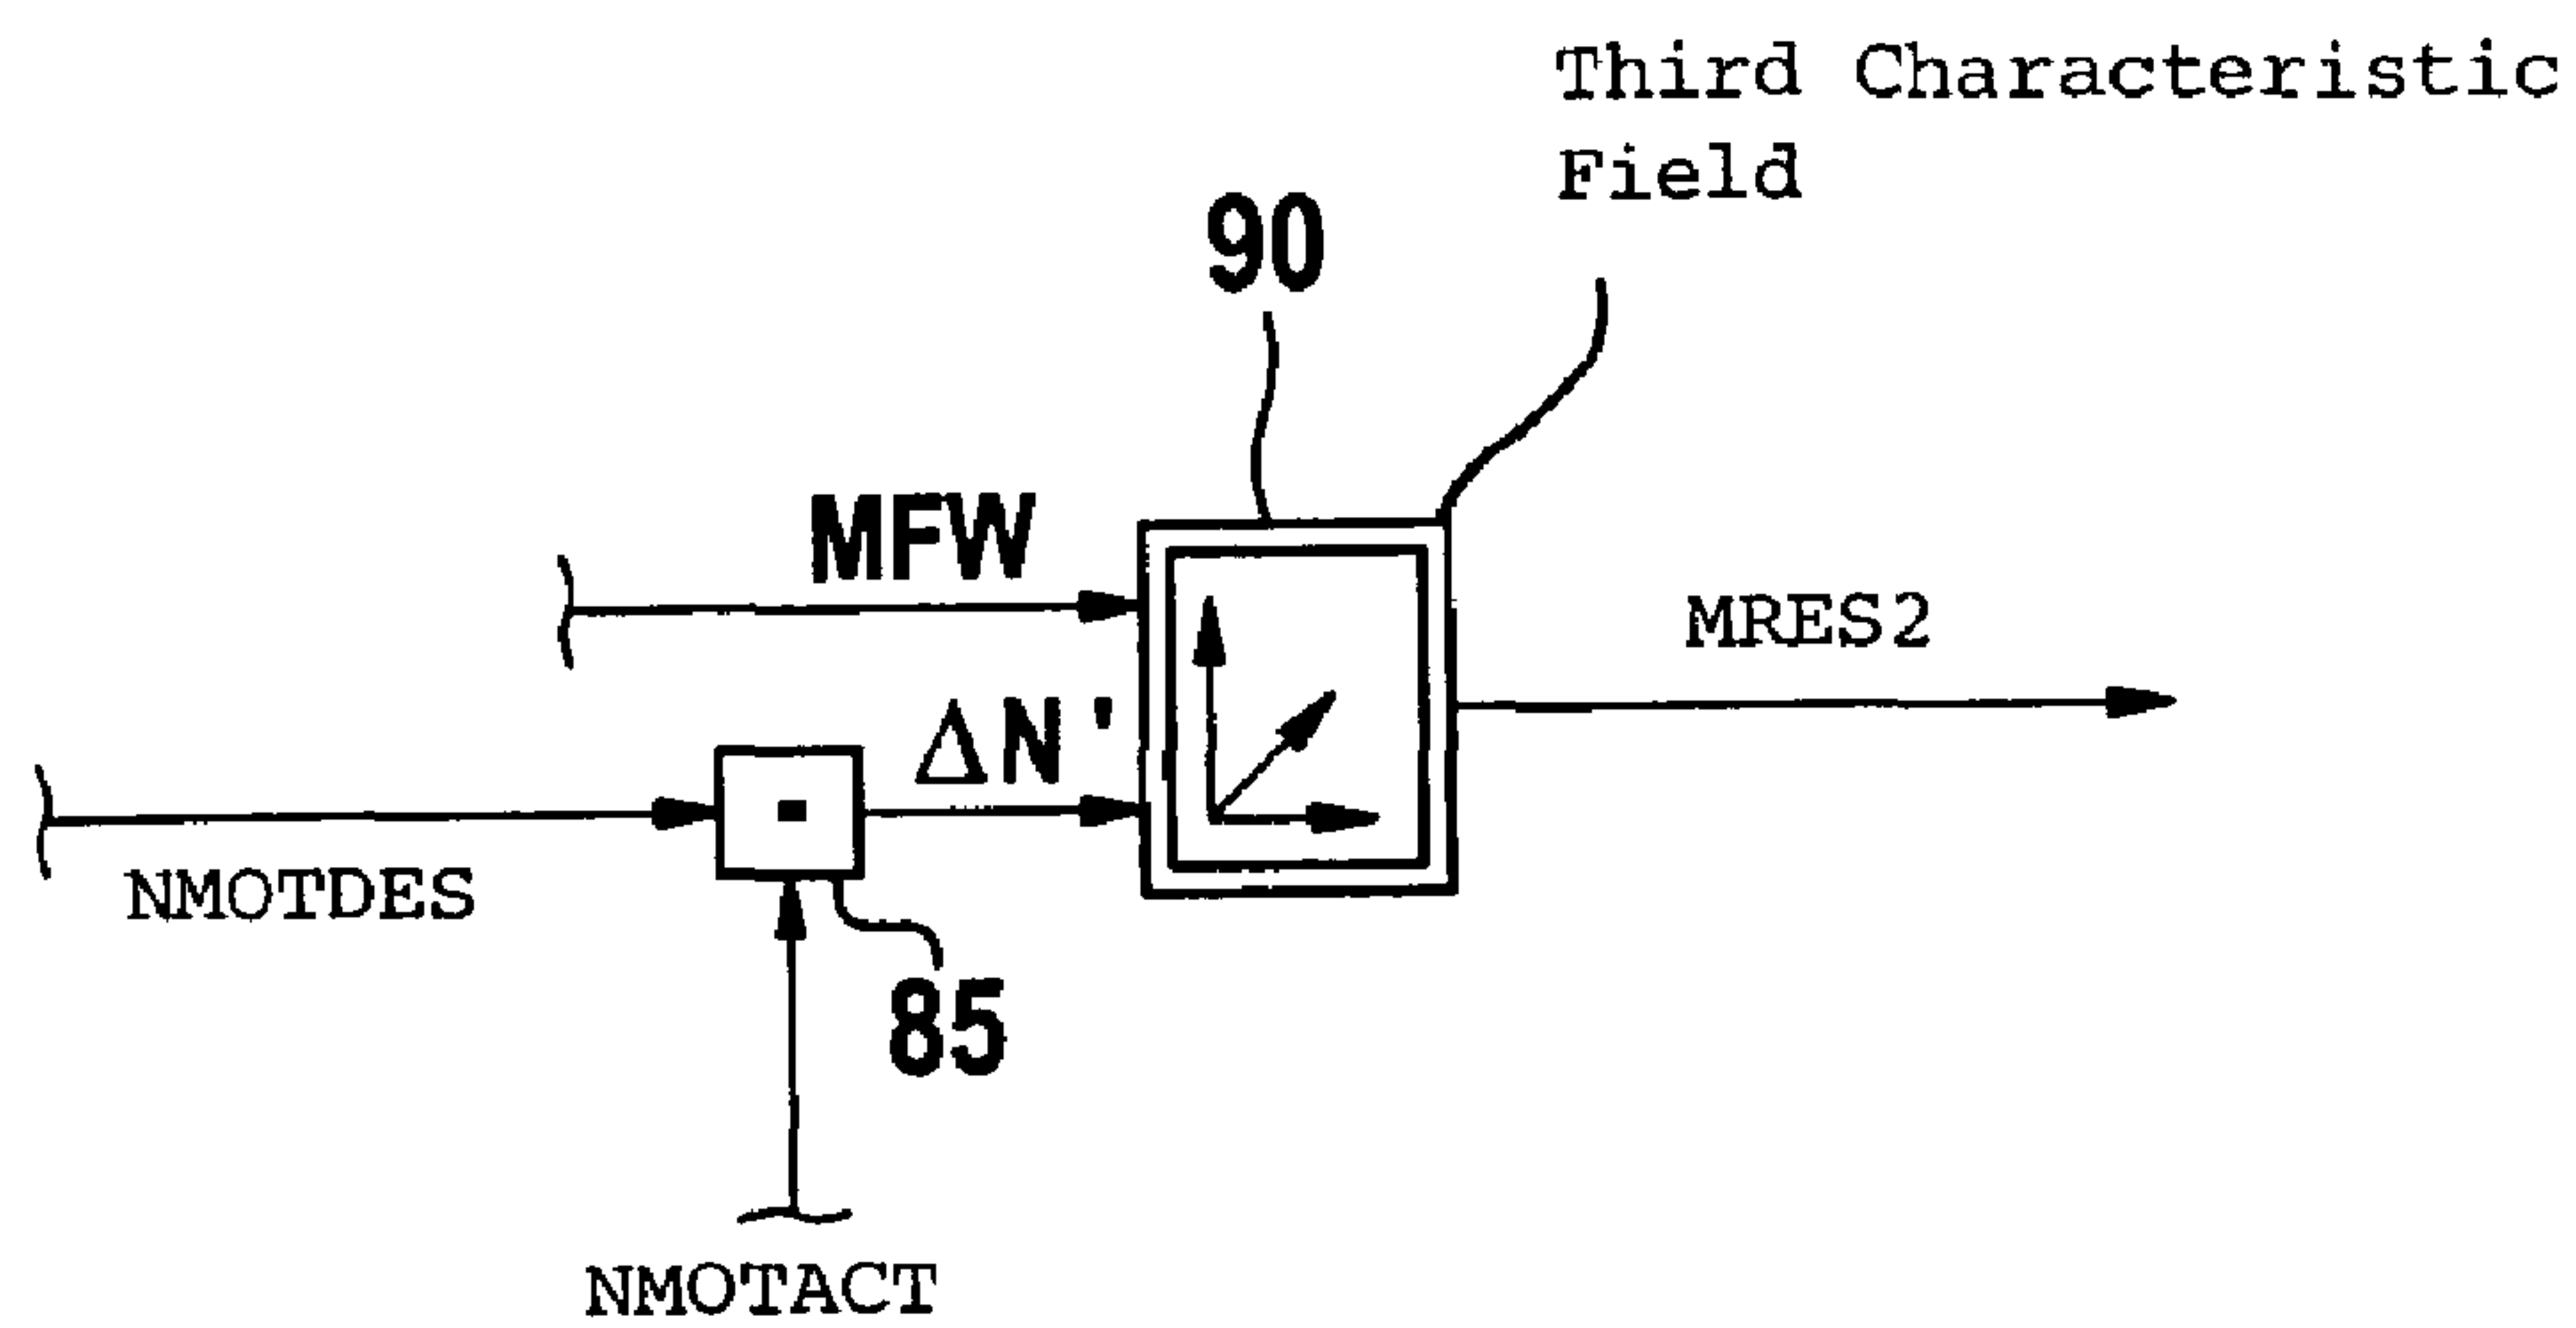 Third Characteristic
Field
90
MFW
MRES2
ΔN'
-
NMOTDES
85
NMOTACT